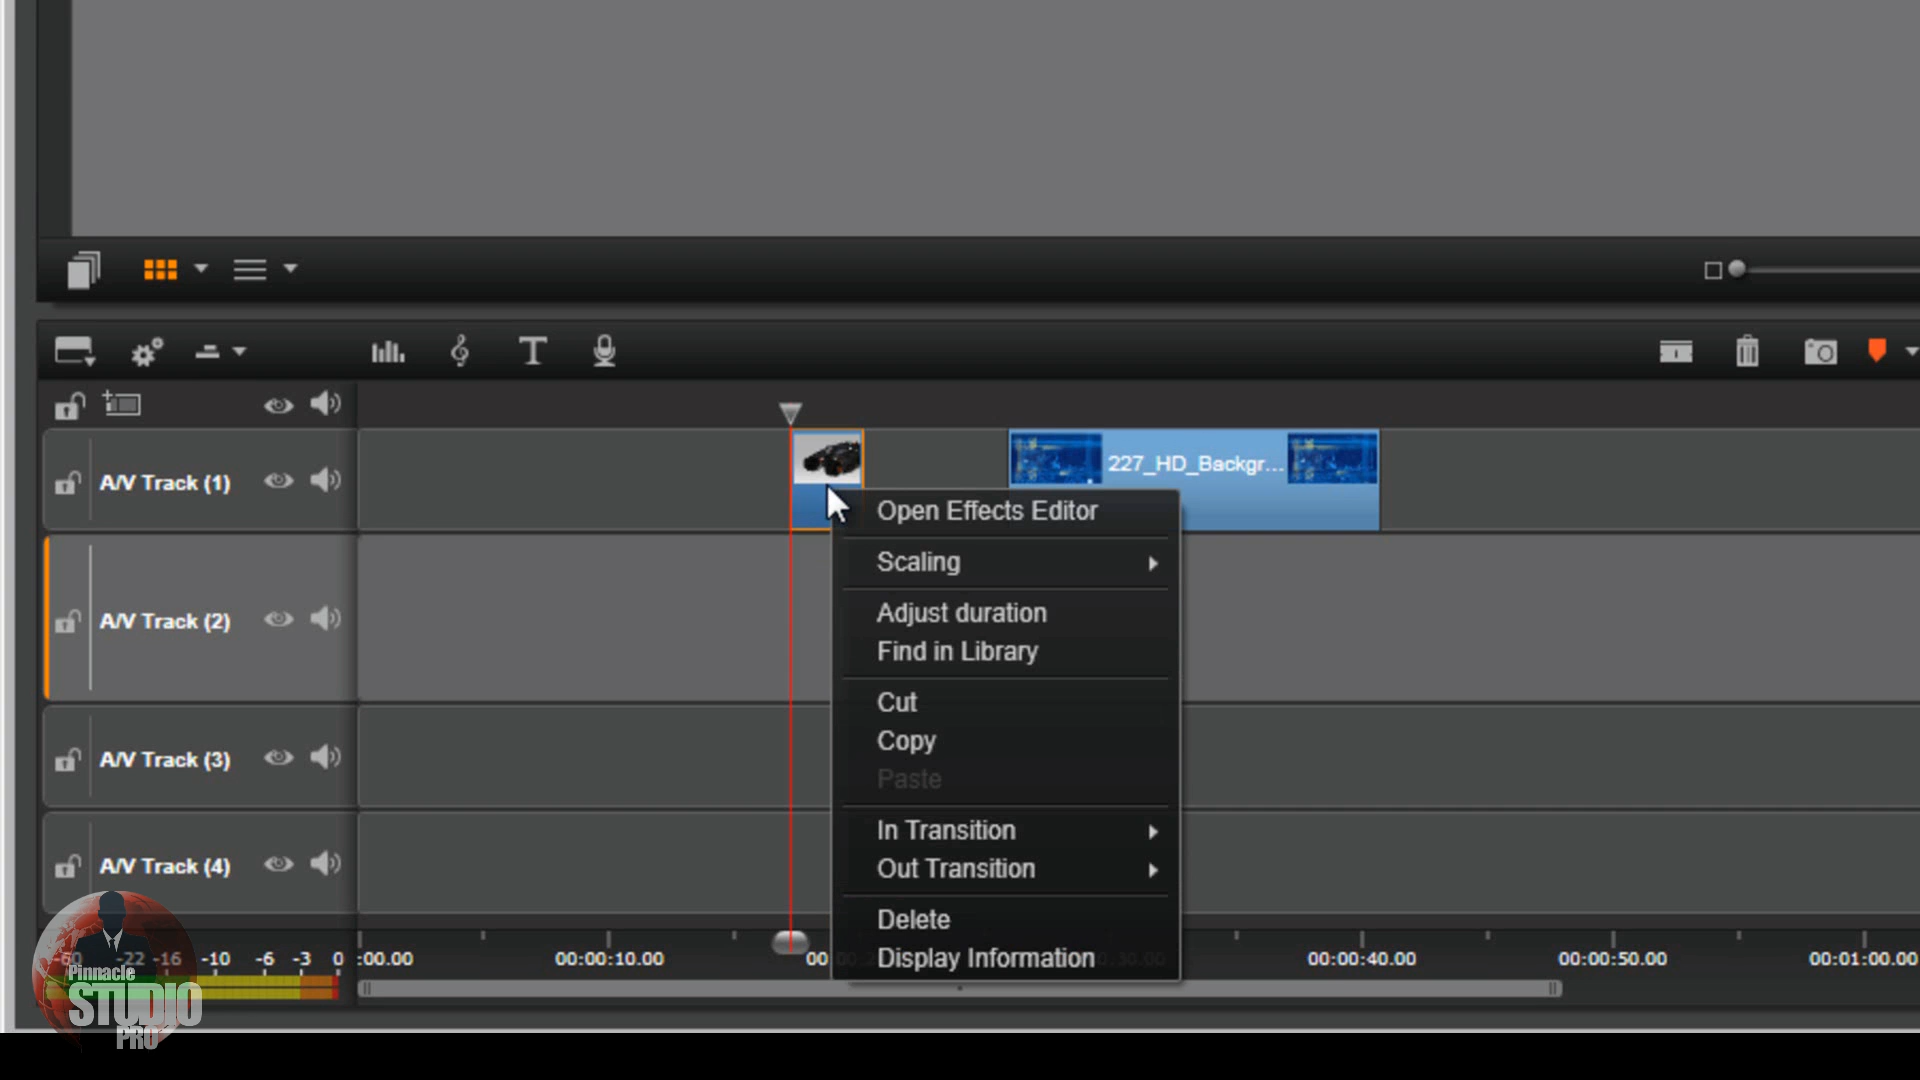 T
A/V Track (1)
227_HD_Backgr...
Open Effects Editor
Scaling
A/V Track (2)
Adjust duration
Find in Library
Cut
Copy
Paste
A/V Track (3)
In Transition
Out Transition
A/V Track (4)
Delete
Display Information
-60 -22 -16 -10 -6 -3 0
:00.00 00:00:10.00 00:00:40.00 00:00:50.00 00:01:00.00
Pinnacle
STUDIO
PRO